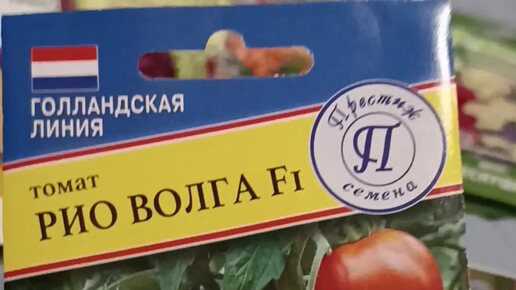 ГОЛЛАНДСКАЯ
ЛИНИЯ
томат
РИО ВОЛГА F1
Престиж
П
семена